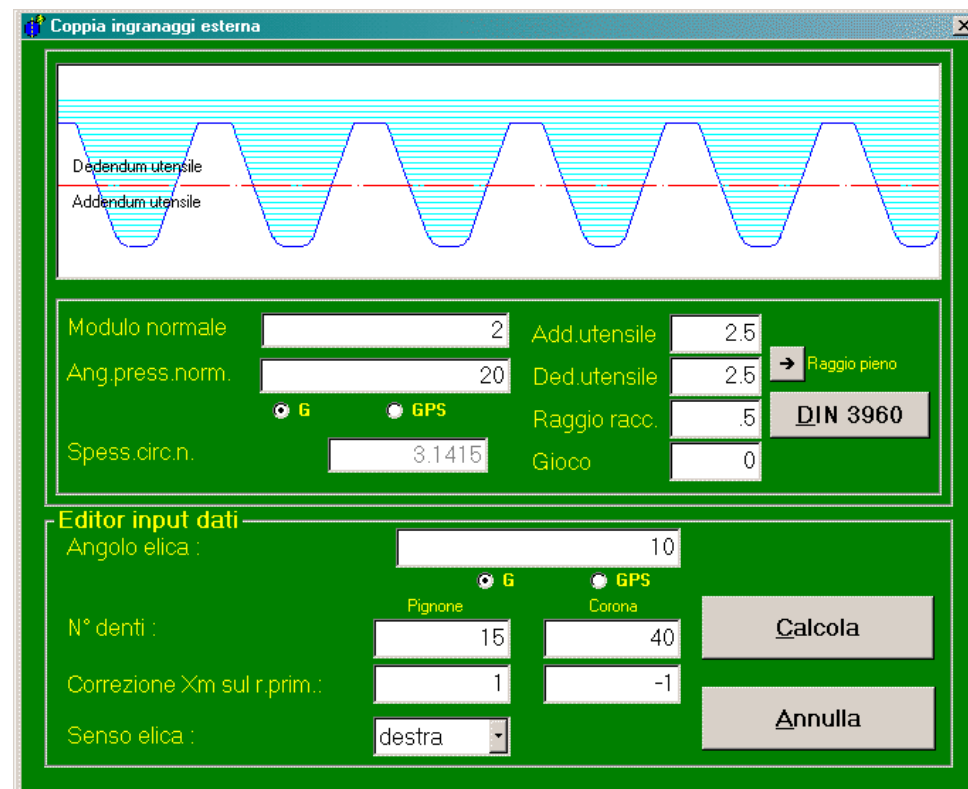 Coppia ingranaggi esterna
Dedendum utensile
Addendum utensile
Modulo normale 2
Add.utensile 2.5
Ang.press.norm. 20
Ded.utensile 2.5
Raggio pieno
G GPS
Raggio racc. .5
DIN 3960
Spess.circ.n. 3.1415
Gioco 0
Editor input dati
Angolo elica : 10
G GPS
Pignone Corona
N° denti : 15 40
Calcola
Correzione Xm sul r.prim.: 1 -1
Annulla
Senso elica : destra